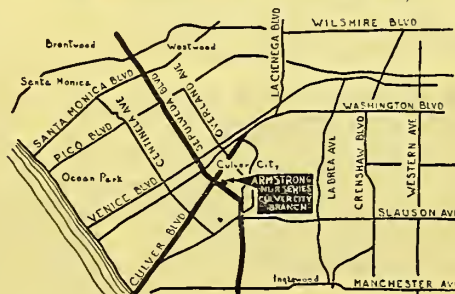 WILSHIRE BLVD
Brentwood
Westwood
Santa Monica
SANTA MONICA BLVD
CENTINELA AVE
SEPULVDA BLVD
OVERLAND AVE
LA CIENEGA BLVD
WASHINGTON BLVD
PICO BLVD
Ocean Park
Culver City
ARMSTRONG
NURSERIES
CULVER CITY
BRANCH
LA BREA AVE
CRENSHAW BLVD
WESTERN AVE
VENICE BLVD
CULVER BLVD
SLAUSON AVE
Inglewood
MANCHESTER AVE